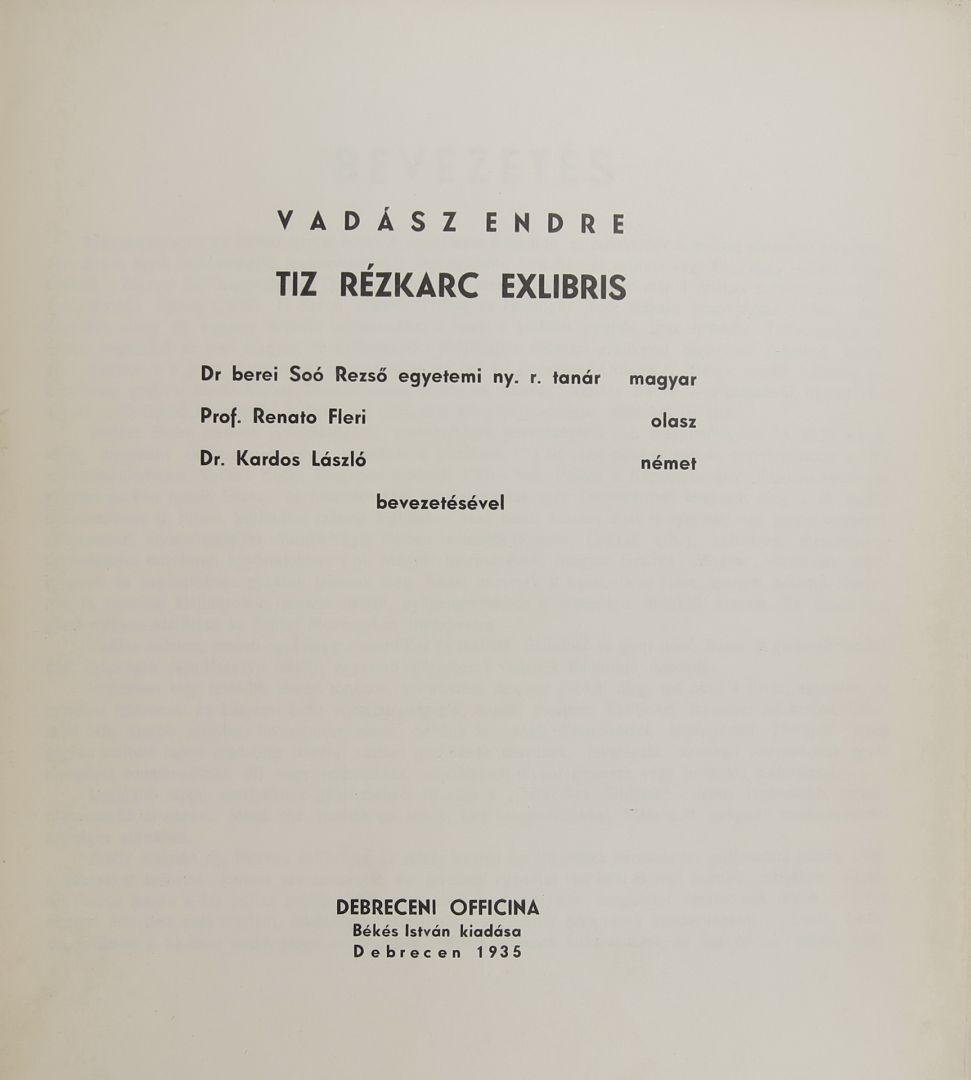 VADÁSZ ENDRE
TIZ RÉZKARC EXLIBRIS
Dr berei Soó Rezső egyetemi ny. r. tanár magyar
Prof. Renato Fleri olasz
Dr. Kardos László német
bevezetésével
DEBRECENI OFFICINA
Békés István kiadása
Debrecen 1935